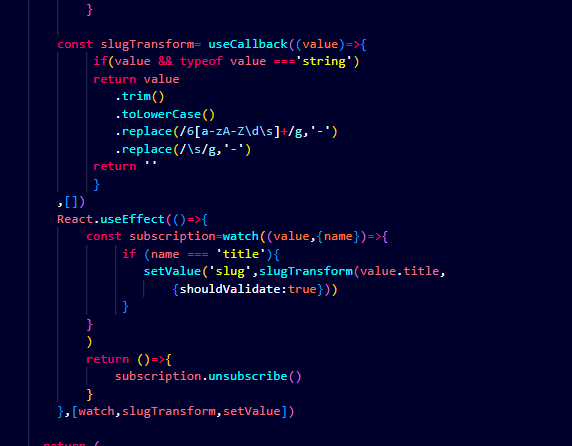 }
const slugTransform= useCallback((value)=>{
if(value && typeof value ==='string')
return value
.trim()
.toLowerCase()
.replace(/6[a-zA-Z\d\s]+/g,'-')
.replace(/\s/g,'-')
return ''
}
,[])
React.useEffect(()=>{
const subscription=watch((value,{name})=>{
if (name === 'title'){
setValue('slug',slugTransform(value.title,
{shouldValidate:true}))
}
}
)
return ()=>{
subscription.unsubscribe()
}
},[watch,slugTransform,setValue])